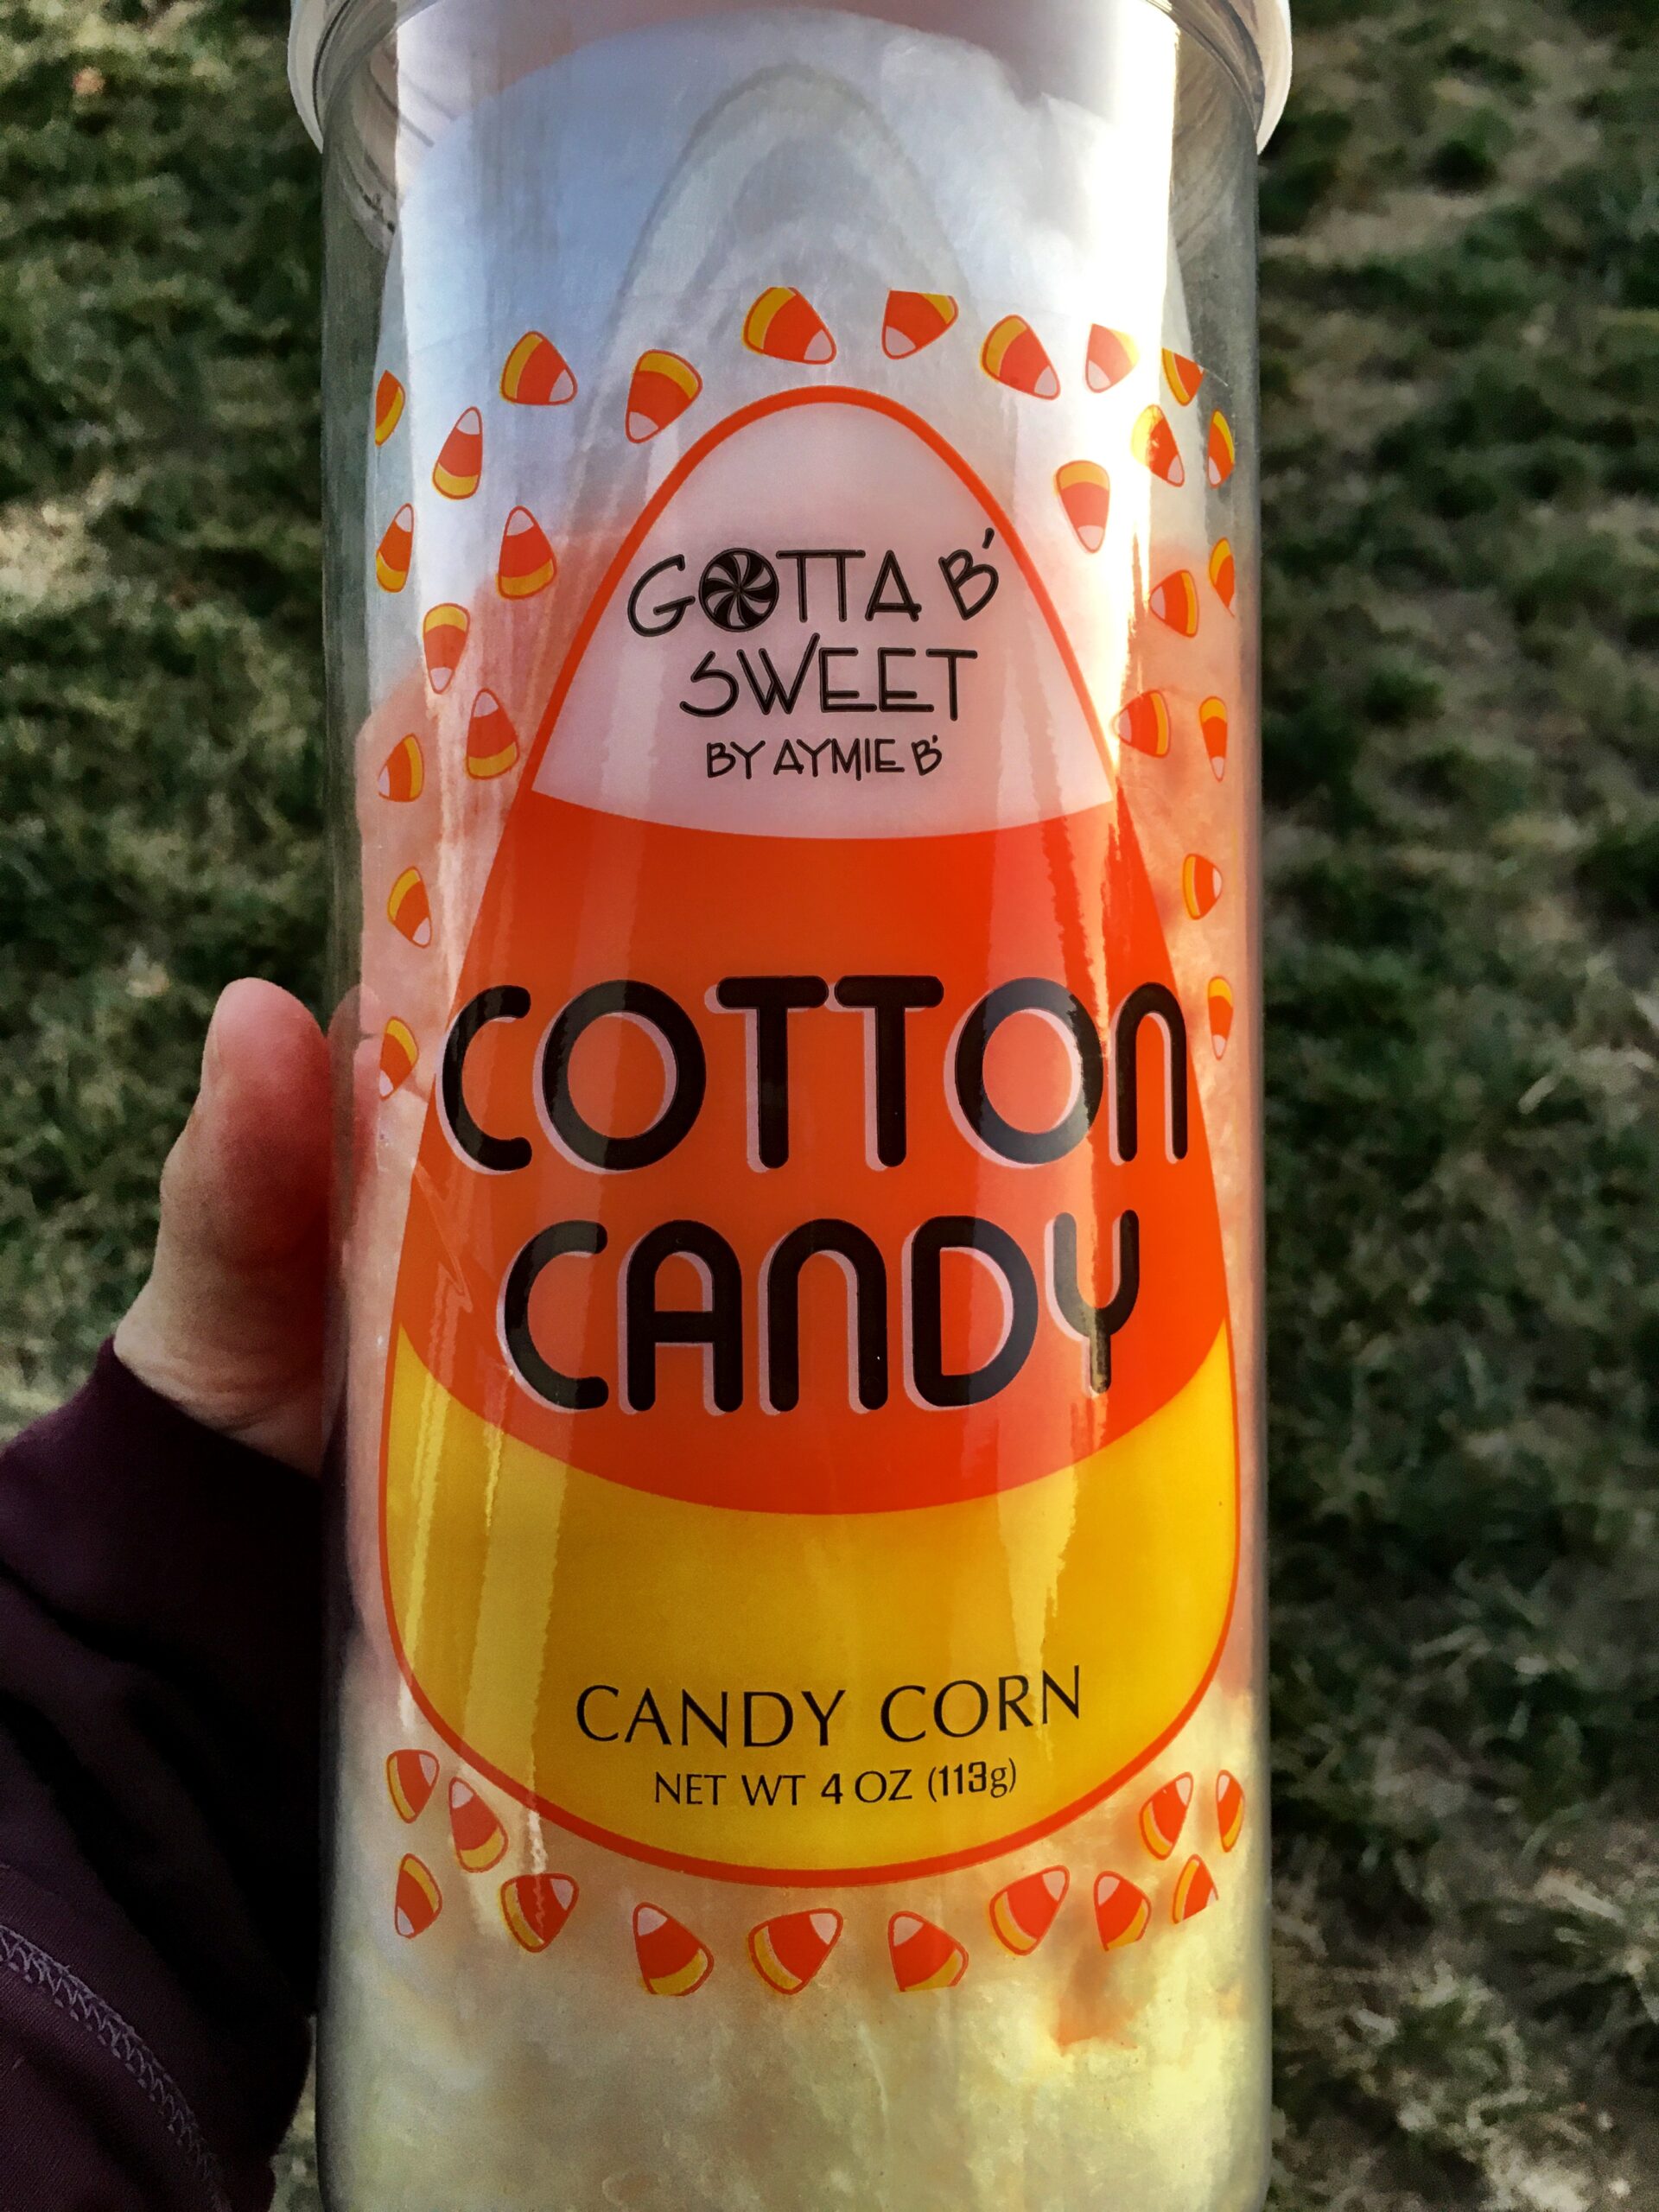 GOTTA B'
SWEET
BY AYMIE B'
COTTON
CANDY
CANDY CORN
NET WT 4 OZ (113g)